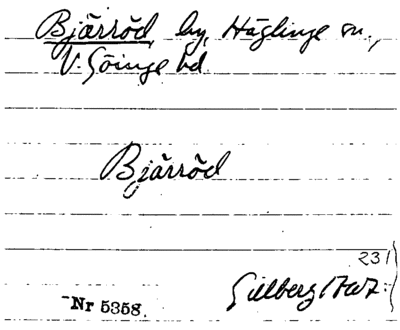 Bjärröd by, Häglinge sn.,
V. Göinge hd
Bjärröd
231
Gillberg 1767:
Nr 5358.